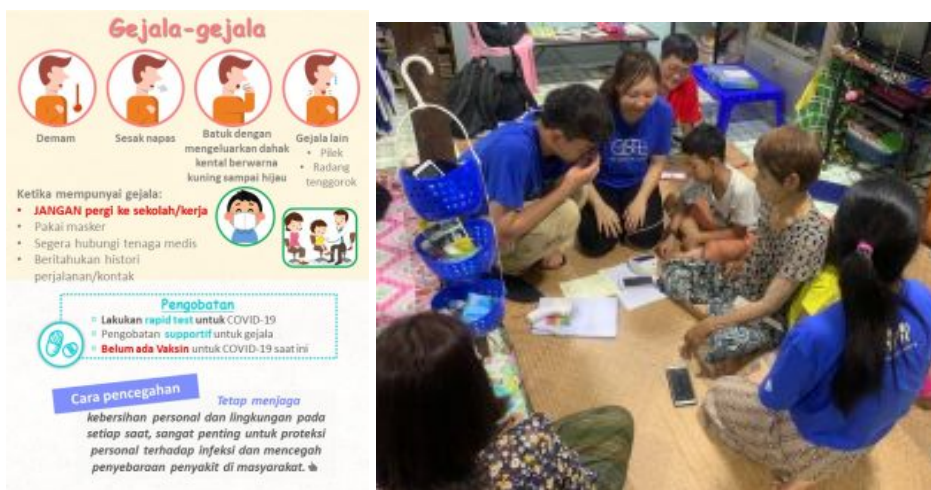 Gejala-gejala
Demam
Sesak napas
Batuk dengan
mengeluarkan dahak
kental berwarna
kuning sampai hijau
Gejala lain
• Pilek
• Radang
tenggorok
Ketika mempunyai gejala:
• JANGAN pergi ke sekolah/kerja
• Pakai masker
• Segera hubungi tenaga medis
• Beritahukan histori
perjalanan/kontak
Pengobatan
Lakukan rapid test untuk COVID-19
Pengobatan supportif untuk gejala
Belum ada Vaksin untuk COVID-19 saat ini
Cara pencegahan
Tetap menjaga
kebersihan personal dan lingkungan pada
setiap saat, sangat penting untuk proteksi
personal terhadap infeksi dan mencegah
penyebaraan penyakit di masyarakat.